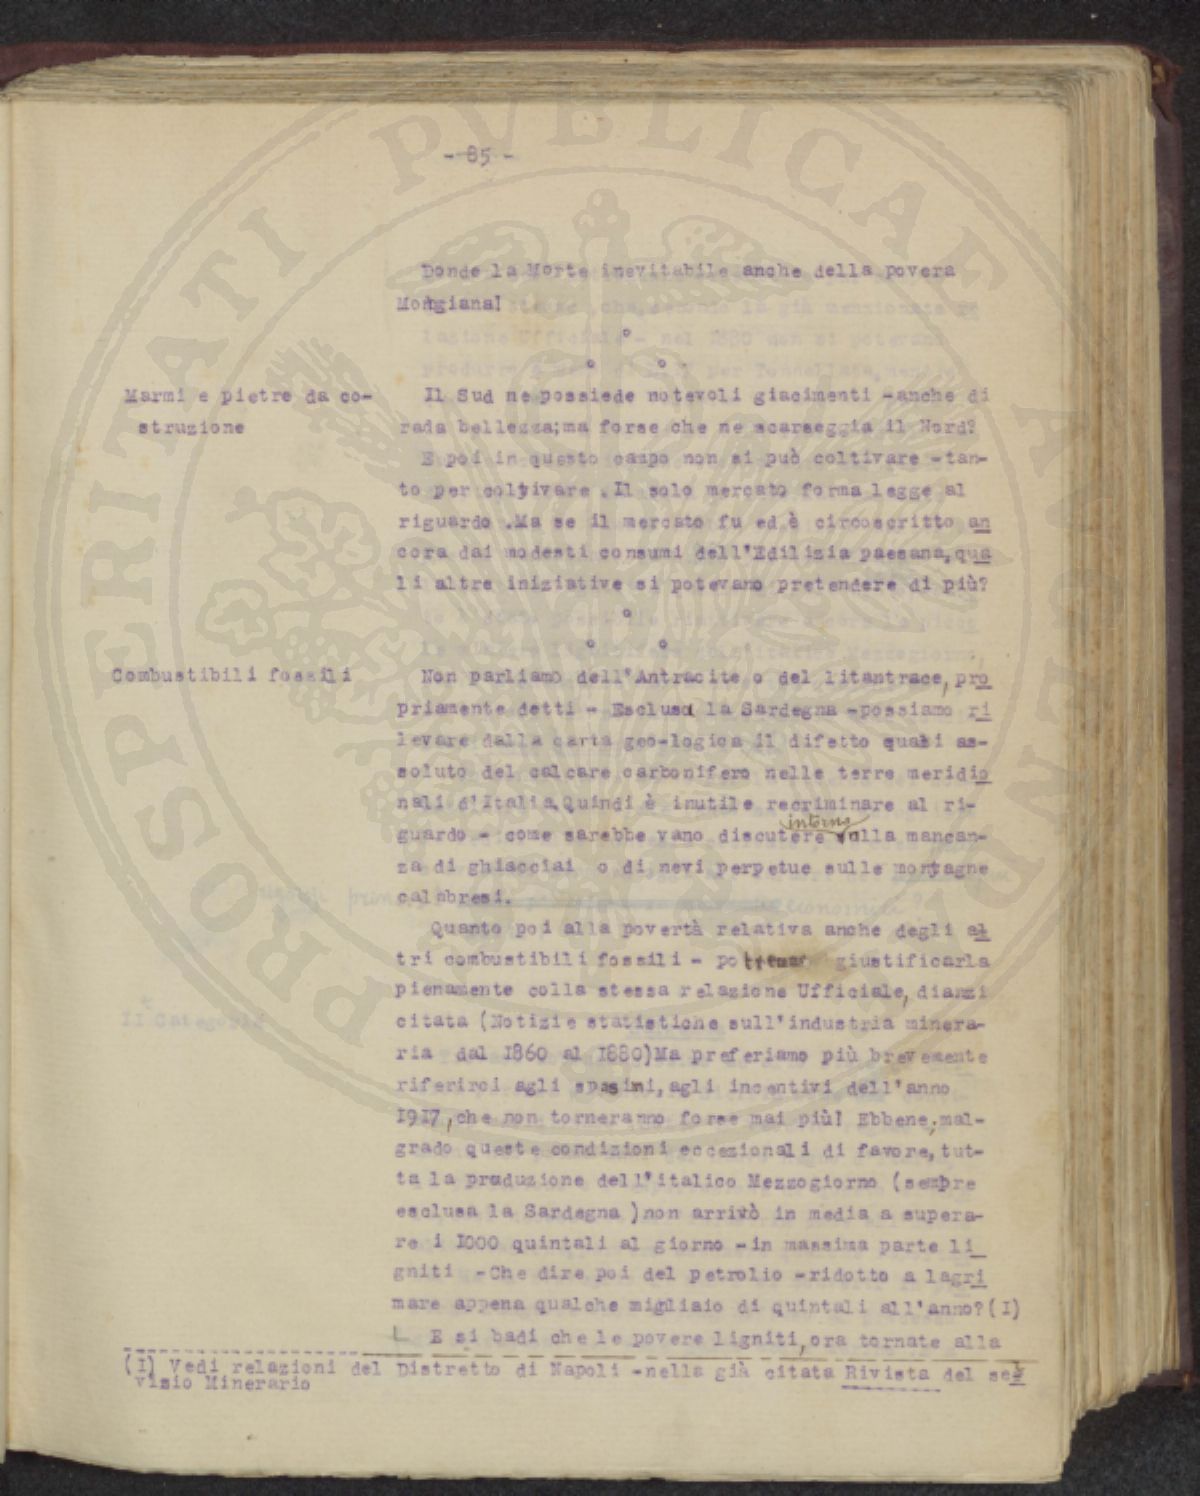 - 85 -
Donde la Morte inevitabile anche della povera
Mongiana!
Marmi e pietre da co-
struzione
Il Sud ne possiede notevoli giacimenti -anche di
rada bellezza;ma forse che ne scarseggia il Nord?
E poi in questo campo non si può coltivare -tan-
to per coltivare .Il solo mercato forma legge al
riguardo .Ma se il mercato fu ed è circoscritto an
cora dai modesti consumi dell'Edilizia paesana,qua
li altre iniziative si potevano pretendere di più?
Combustibili fossili
Non parliamo dell'Antracite o del litantrace,pro
priamente detti - Esclusa la Sardegna -possiamo ri
levare dalla carta geo-logica il difetto quasi as-
soluto del calcare carbonifero nelle terre meridio
nali d'Italia.Quindi è inutile recriminare al ri-
guardo - come sarebbe vano discutere intorno sulla mancan-
za di ghiacciai o di nevi perpetue sulle montagne
calabresi.
Quanto poi alla povertà relativa anche degli al
tri combustibili fossili - potremmo giustificarla
pienamente colla stessa relazione Ufficiale, dianzi
citata (Notizie statistiche sull'industria minera-
ria dal 1860 al 1880)Ma preferiamo più brevemente
riferirci agli spasimi,agli incentivi dell'anno
1917,che non torneranno forse mai più! Ebbene,mal-
grado queste condizioni eccezionali di favore,tut-
ta la produzione dell'italico Mezzogiorno (sempre
esclusa la Sardegna )non arrivò in media a supera-
re i 1000 quintali al giorno -in massima parte li_
gniti -Che dire poi del petrolio -ridotto a lagri
mare appena qualche migliaio di quintali all'anno?(I)
E si badi che le povere ligniti,ora tornate alla
(I) Vedi relazioni del Distretto di Napoli -nella già citata Rivista del ser
vizio Minerario
II Categoria
PROSPERITATI PVBLICAE AVGENDAE